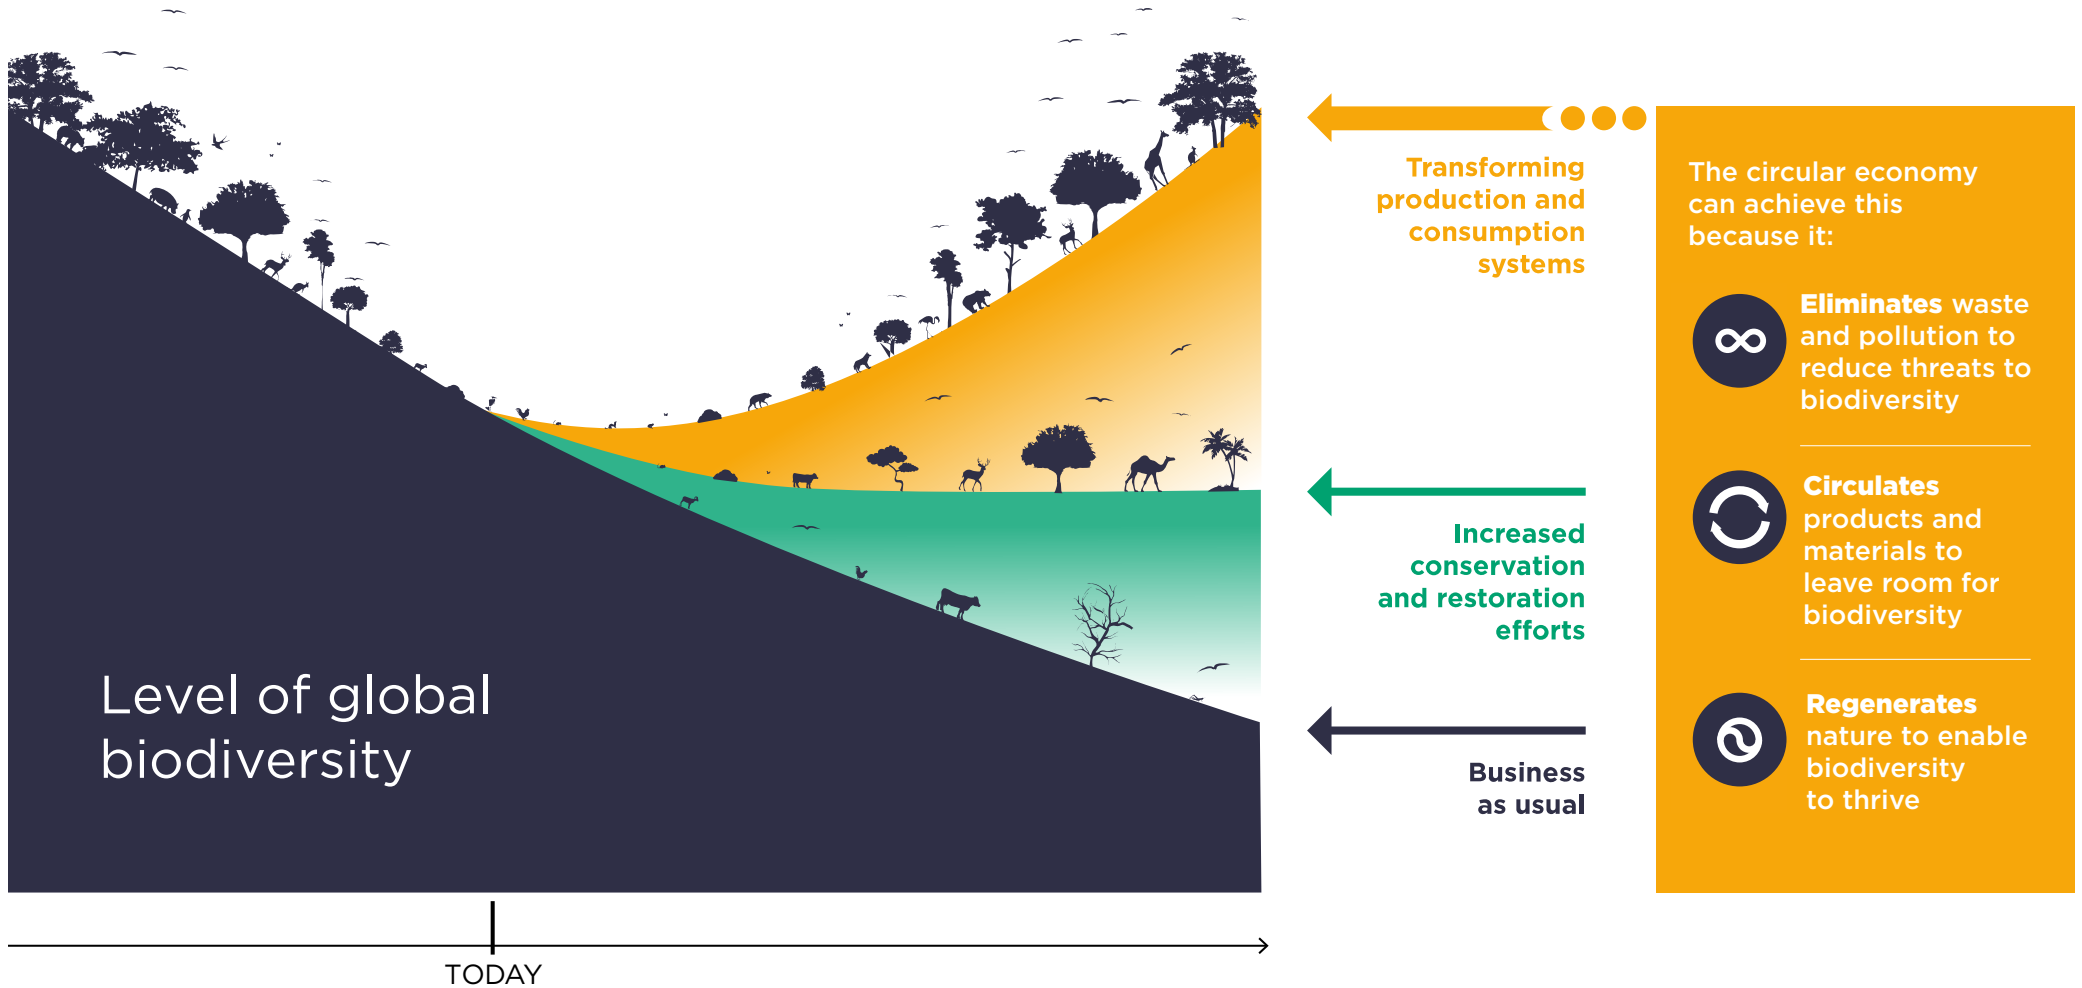 Level of global
biodiversity
TODAY
Transforming
production and
consumption
systems
Increased
conservation
and restoration
efforts
Business
as usual
The circular economy
can achieve this
because it:
Eliminates waste
and pollution to
reduce threats to
biodiversity
Circulates
products and
materials to
leave room for
biodiversity
Regenerates
nature to enable
biodiversity
to thrive